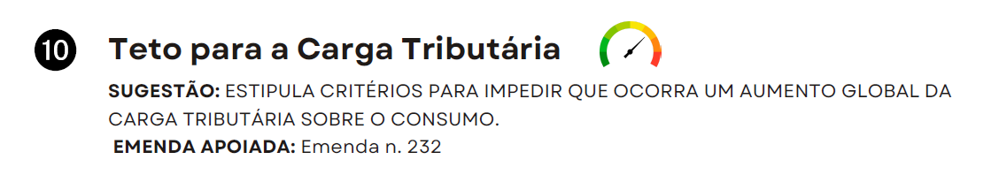 10 Teto para a Carga Tributária
SUGESTÃO: ESTIPULA CRITÉRIOS PARA IMPEDIR QUE OCORRA UM AUMENTO GLOBAL DA
CARGA TRIBUTÁRIA SOBRE O CONSUMO.
EMENDA APOIADA: Emenda n. 232